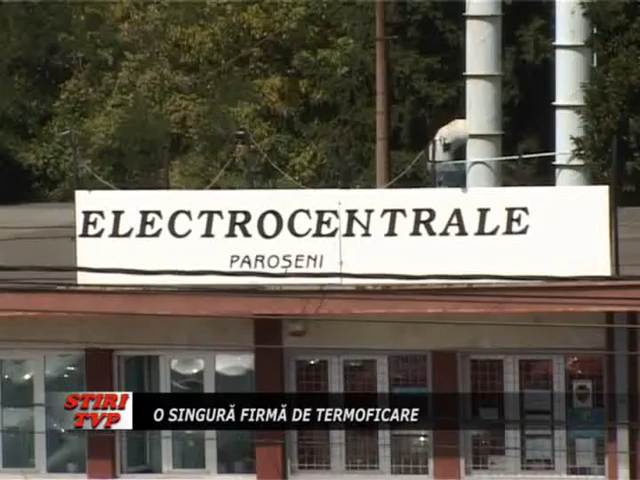 ELECTROCENTRALE
PAROȘENI
STIRI
TVP
O SINGURĂ FIRMĂ DE TERMOFICARE